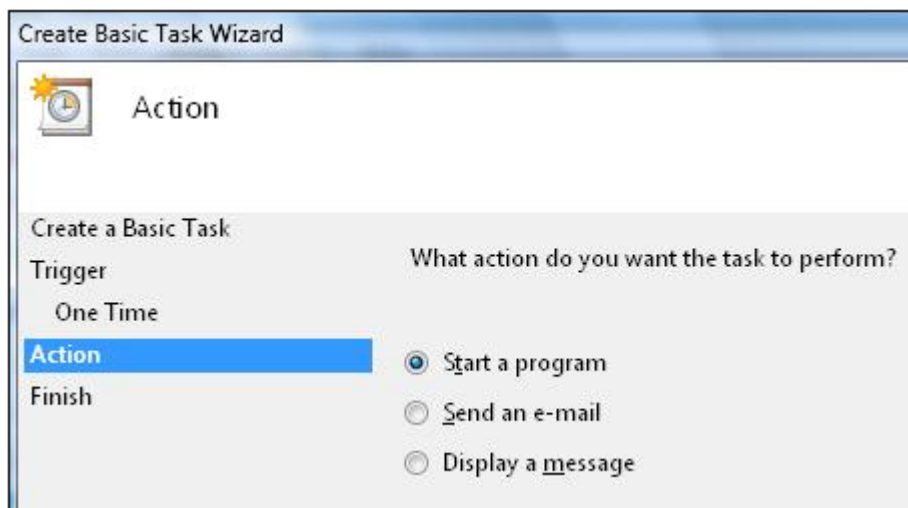 Create Basic Task Wizard
Action
Create a Basic Task
Trigger
One Time
Action
Finish
What action do you want the task to perform?
Start a program
Send an e-mail
Display a message